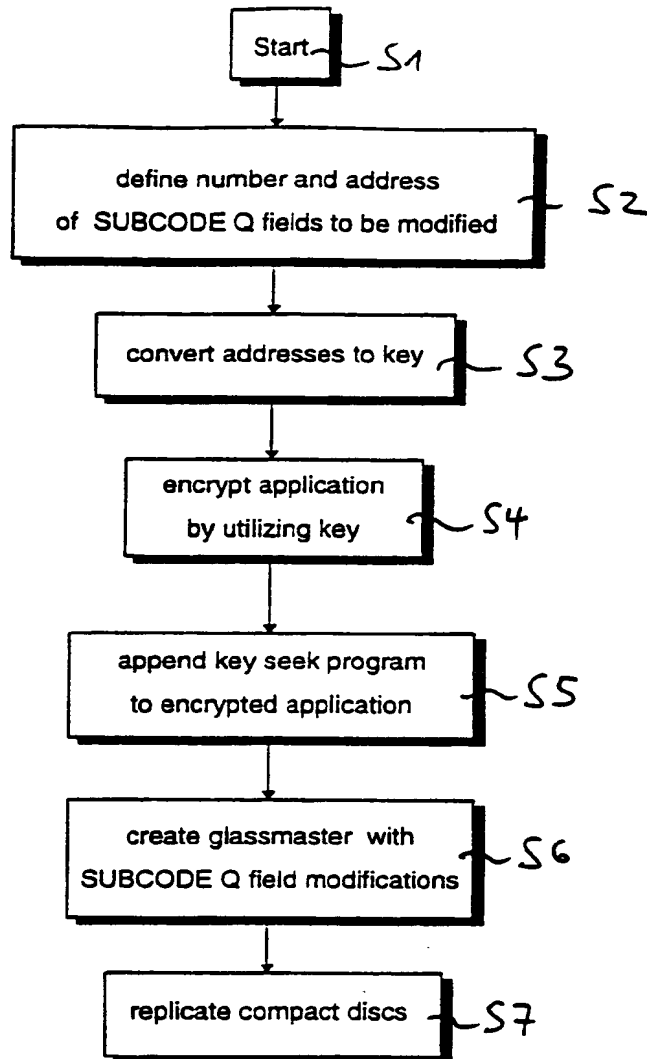 Start S1
define number and address S2
of SUBCODE Q fields to be modified
convert addresses to key S3
encrypt application
by utilizing key S4
append key seek program
to encrypted application S5
create glassmaster with S6
SUBCODE Q field modifications
replicate compact discs S7